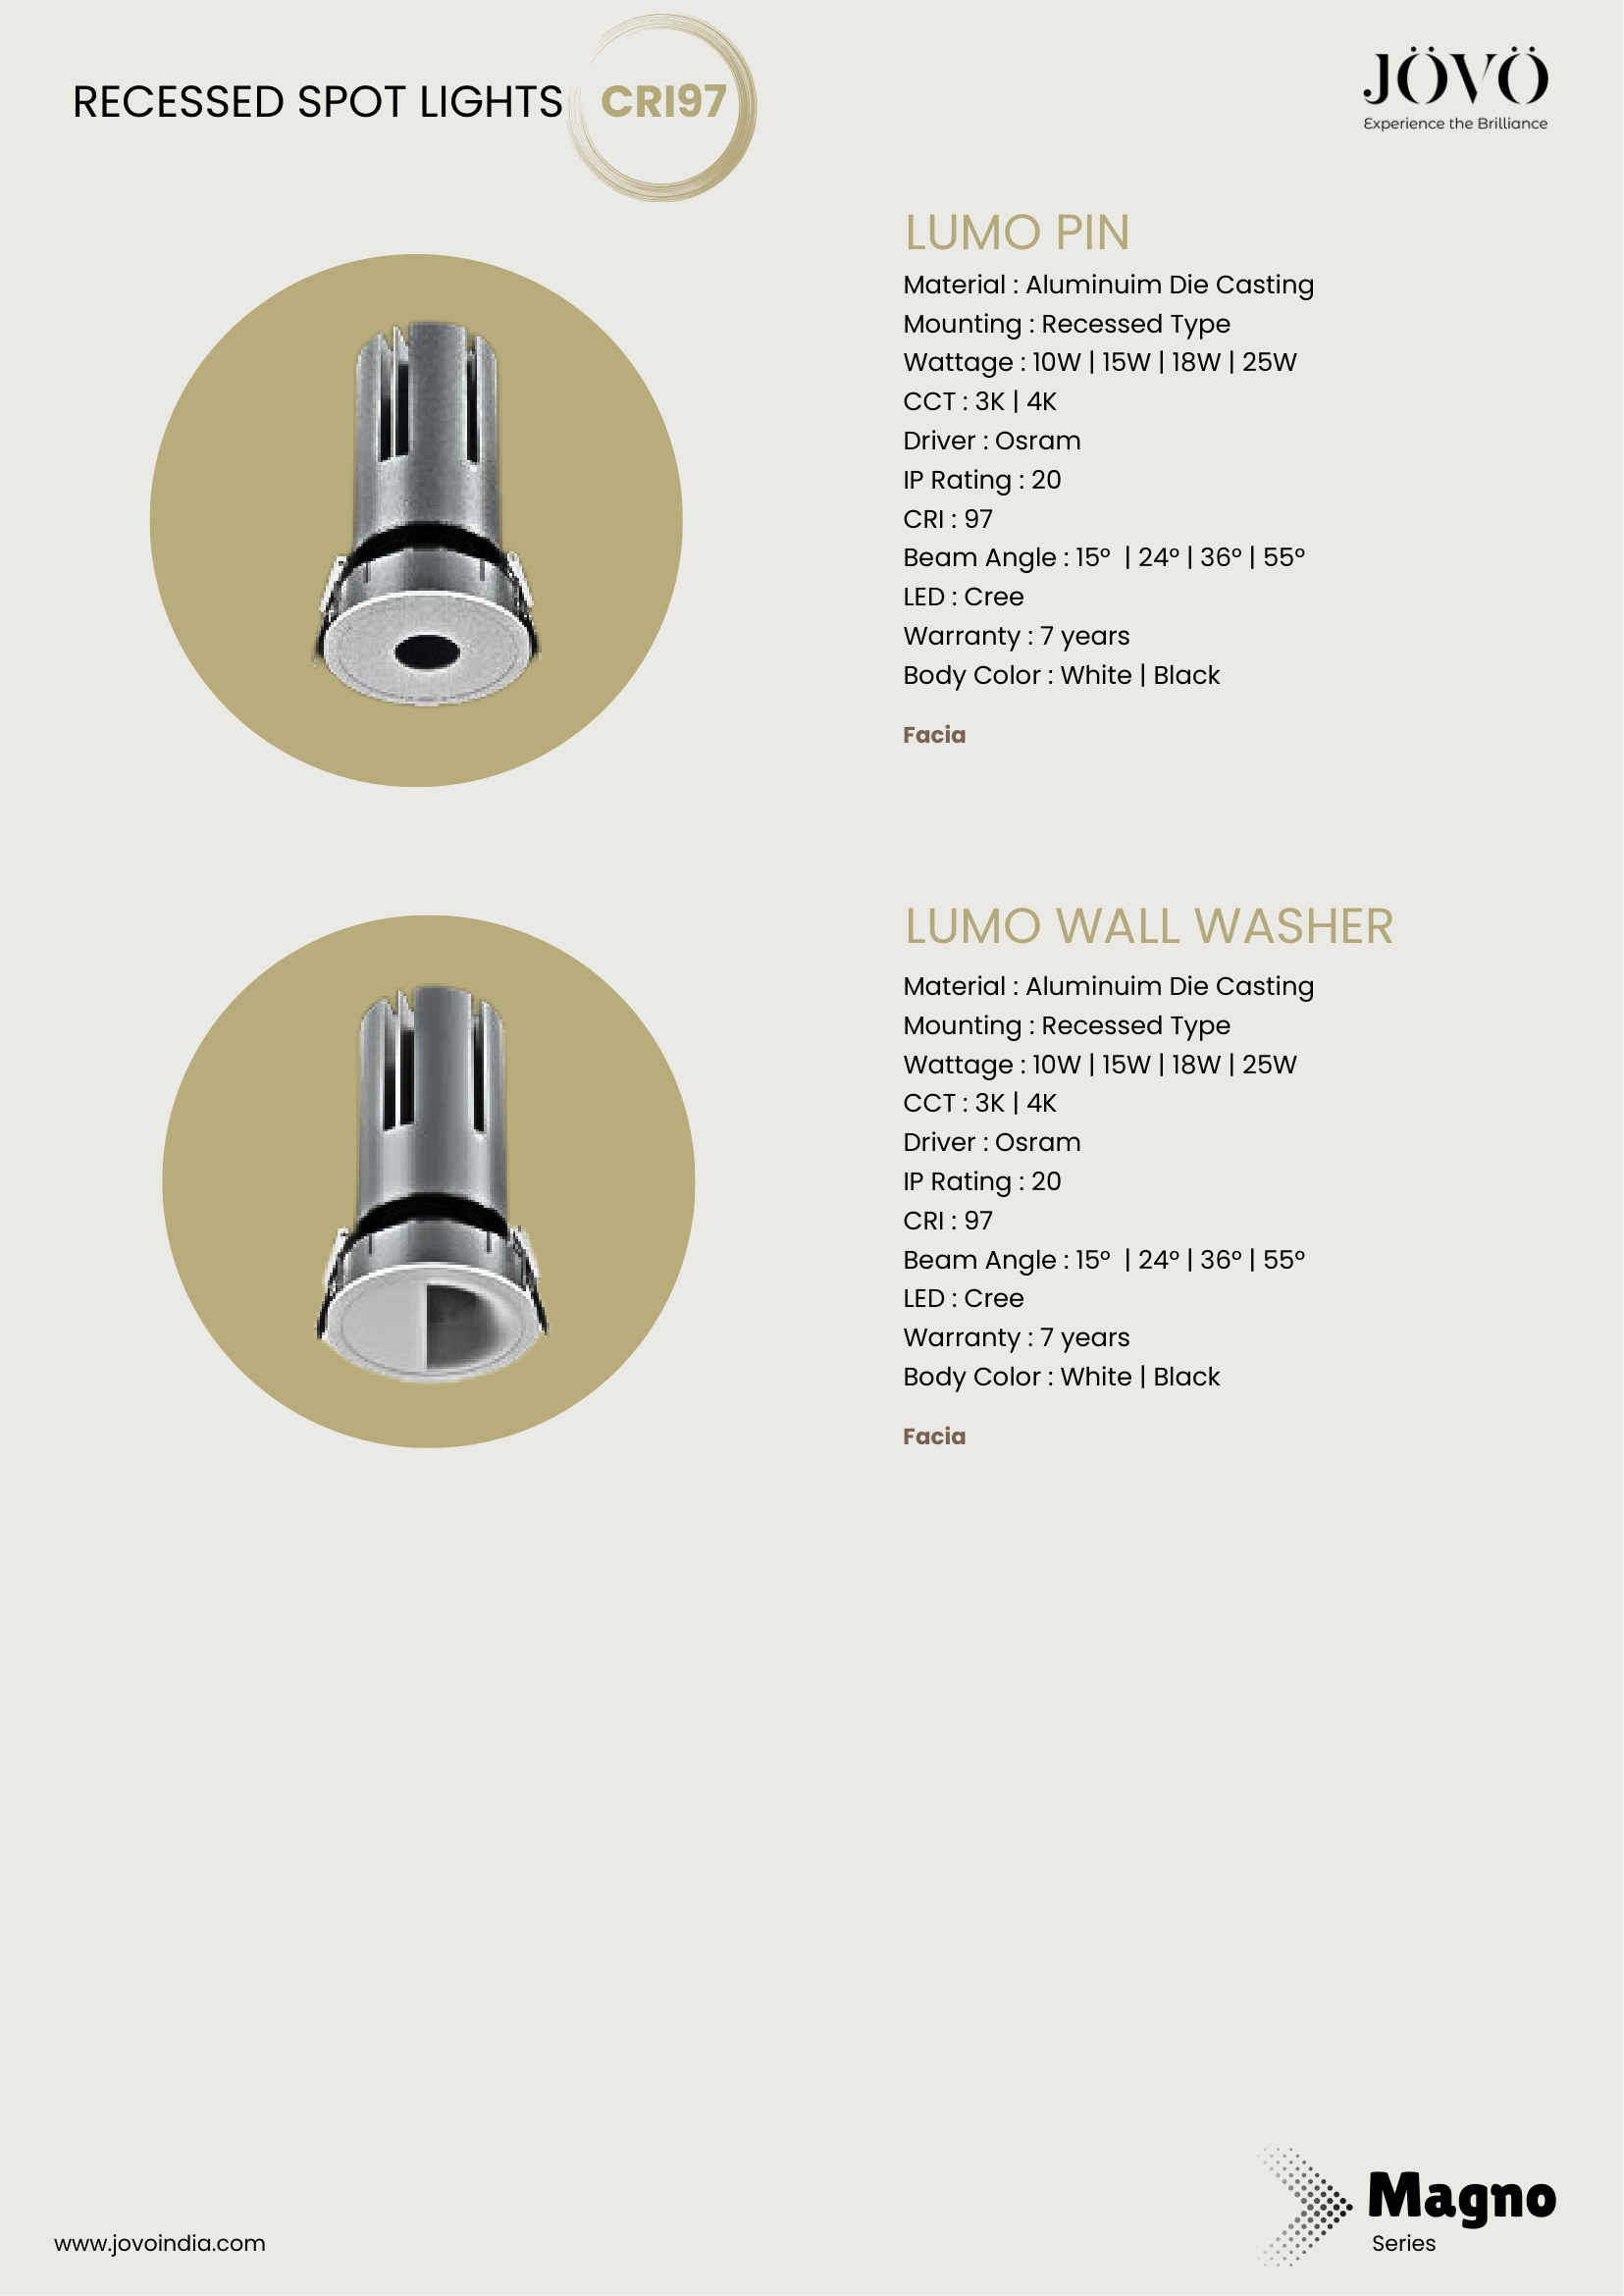 RECESSED SPOT LIGHTS CRI97
JÖVÖ
Experience the Brilliance
LUMO PIN
Material : Aluminuim Die Casting
Mounting : Recessed Type
Wattage : 10W | 15W | 18W | 25W
CCT : 3K | 4K
Driver : Osram
IP Rating : 20
CRI : 97
Beam Angle : 15° | 24° | 36° | 55°
LED : Cree
Warranty : 7 years
Body Color : White | Black
Facia
LUMO WALL WASHER
Material : Aluminuim Die Casting
Mounting : Recessed Type
Wattage : 10W | 15W | 18W | 25W
CCT : 3K | 4K
Driver : Osram
IP Rating : 20
CRI : 97
Beam Angle : 15° | 24° | 36° | 55°
LED : Cree
Warranty : 7 years
Body Color : White | Black
Facia
www.jovoindia.com
Magno
Series